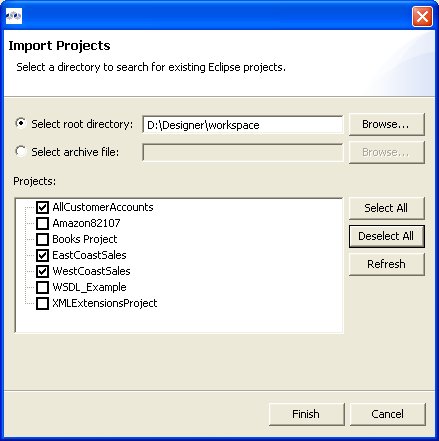 Import Projects
Select a directory to search for existing Eclipse projects.
Select root directory: D:\Designer\workspace Browse...
Select archive file: Browse...
Projects:
AllCustomerAccounts Select All
Amazon82107
Books Project Deselect All
EastCoastSales
WestCoastSales Refresh
WSDL_Example
XMLExtensionsProject
Finish Cancel